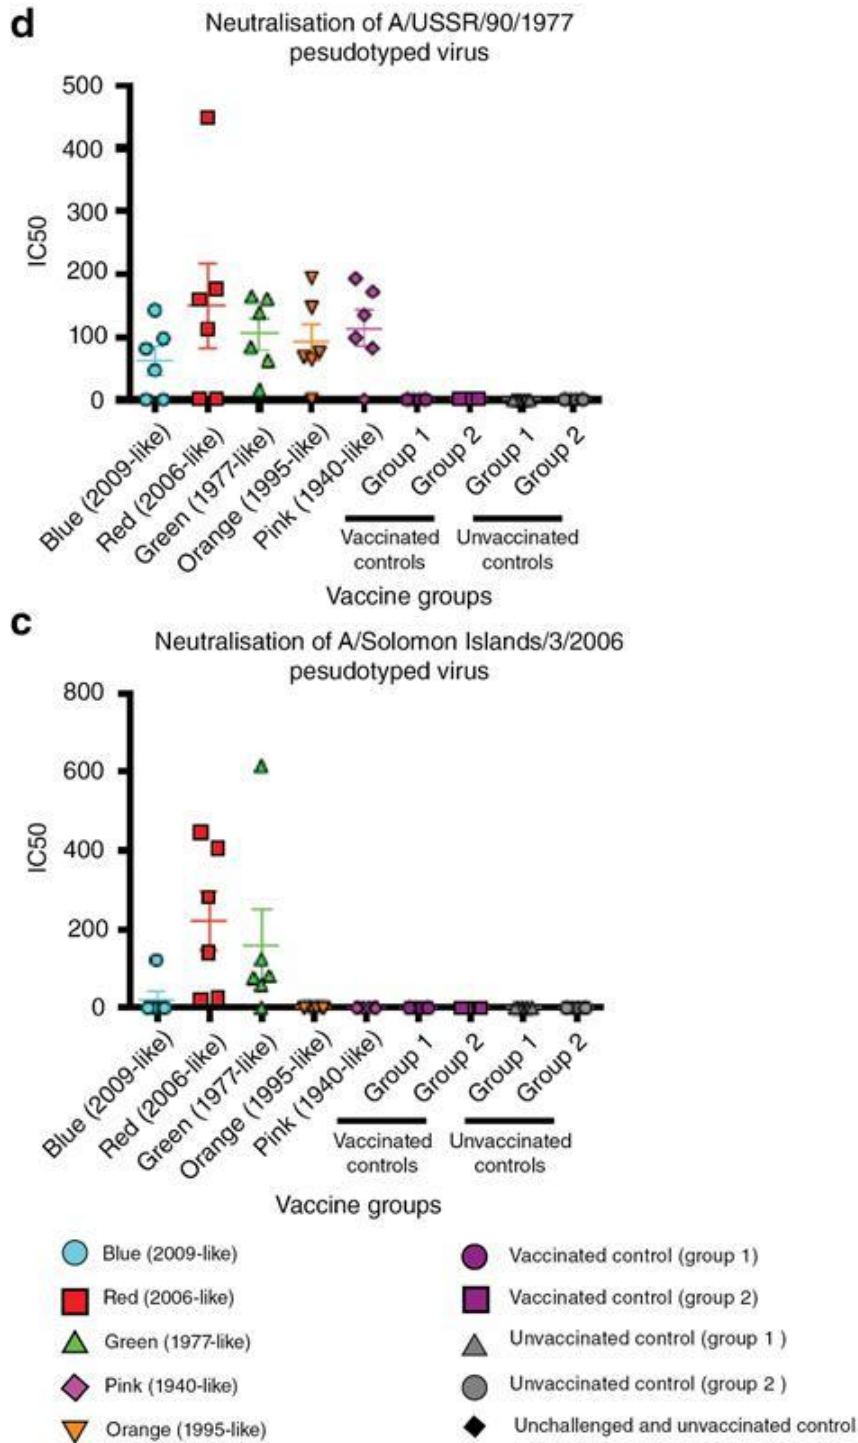 d
Neutralisation of A/USSR/90/1977
pesudotyped virus
500
400
300
200
100
0
IC50
Blue (2009-like)
Red (2006-like)
Green (1977-like)
Orange (1995-like)
Pink (1940-like)
Group 1
Group 2
Group 1
Group 2
Vaccinated
controls
Unvaccinated
controls
Vaccine groups
c
Neutralisation of A/Solomon Islands/3/2006
pesudotyped virus
800
600
400
200
0
IC50
Blue (2009-like)
Red (2006-like)
Green (1977-like)
Orange (1995-like)
Pink (1940-like)
Group 1
Group 2
Group 1
Group 2
Vaccinated
controls
Unvaccinated
controls
Vaccine groups
Blue (2009-like)
Red (2006-like)
Green (1977-like)
Pink (1940-like)
Orange (1995-like)
Vaccinated control (group 1)
Vaccinated control (group 2)
Unvaccinated control (group 1 )
Unvaccinated control (group 2 )
Unchallenged and unvaccinated control